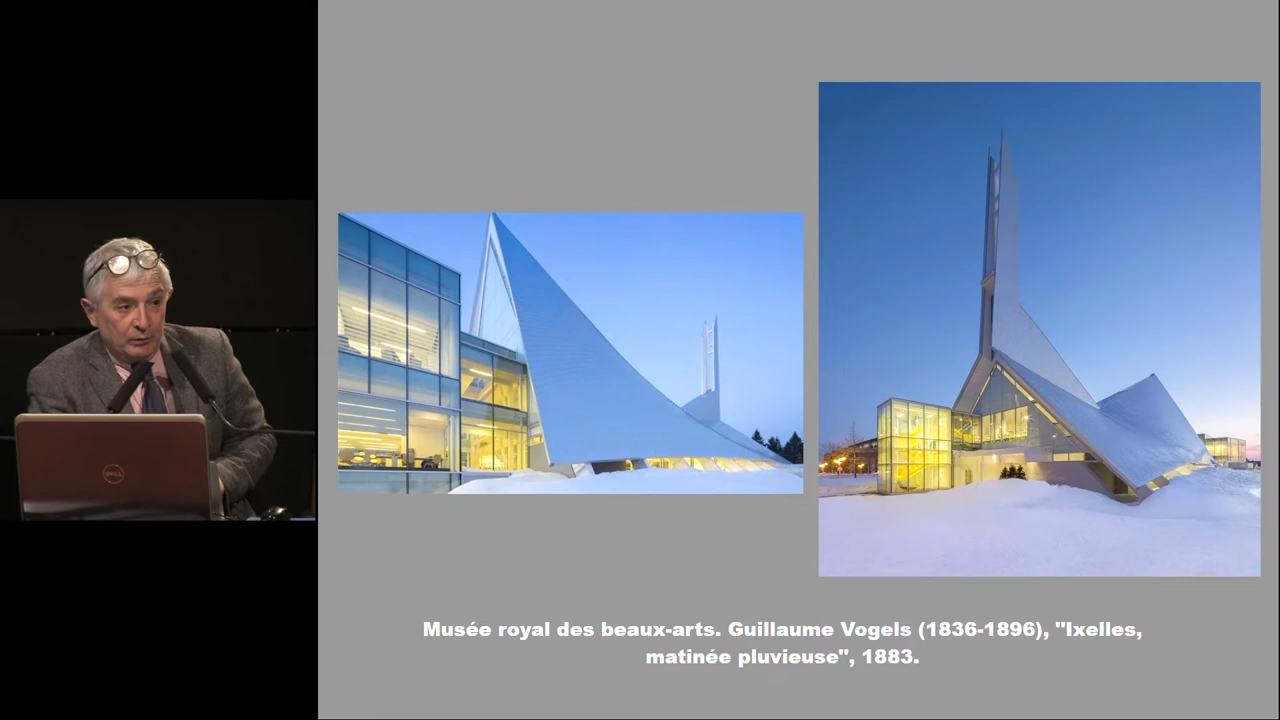 DELL
Musée royal des beaux-arts. Guillaume Vogels (1836-1896), "Ixelles,
matinée pluvieuse", 1883.